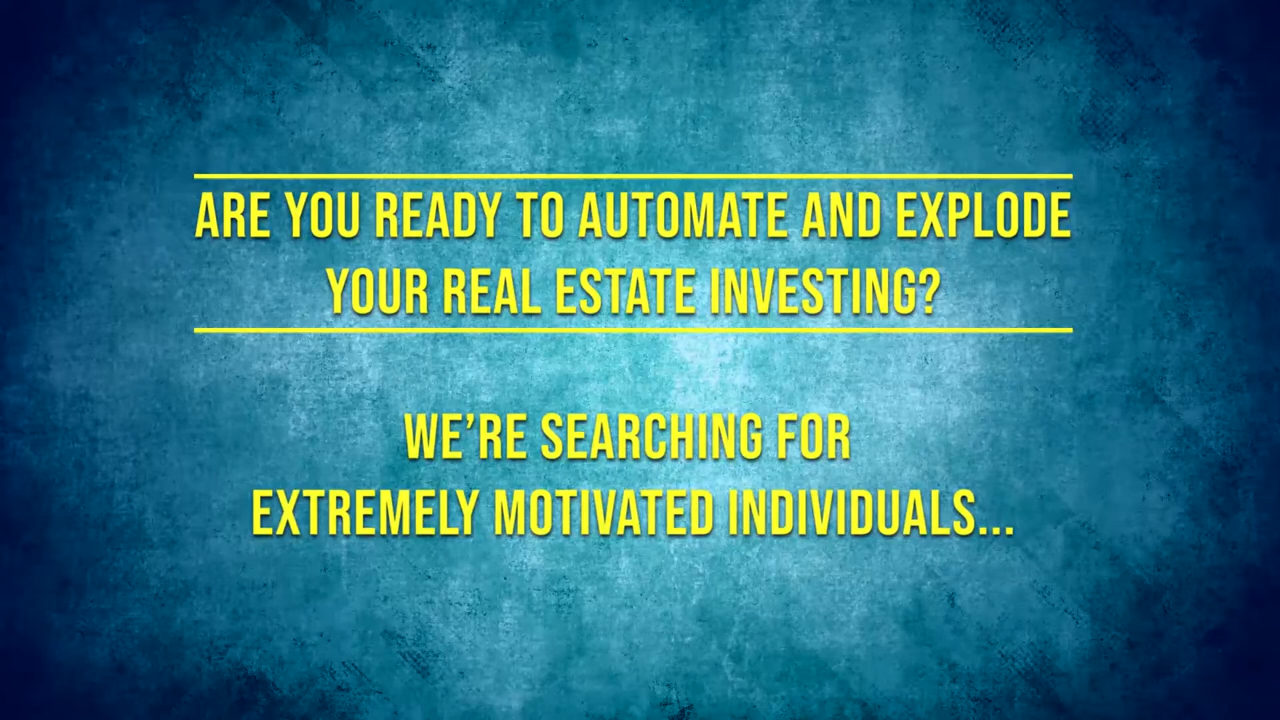 ARE YOU READY TO AUTOMATE AND EXPLODE
YOUR REAL ESTATE INVESTING?
WE’RE SEARCHING FOR
EXTREMELY MOTIVATED INDIVIDUALS...